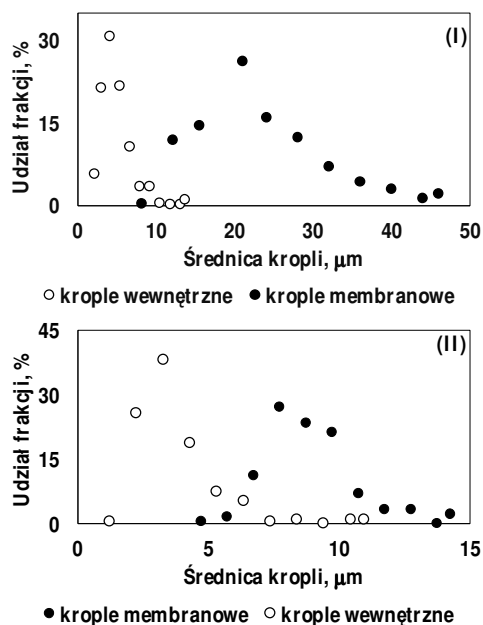 (I)
30
15
0
Udział frakcji, %
0 10 20 30 40 50
Średnica kropli, μm
krople wewnętrzne krople membranowe
(II)
45
30
15
0
Udział frakcji, %
0 5 10 15
Średnica kropli, μm
krople membranowe krople wewnętrzne